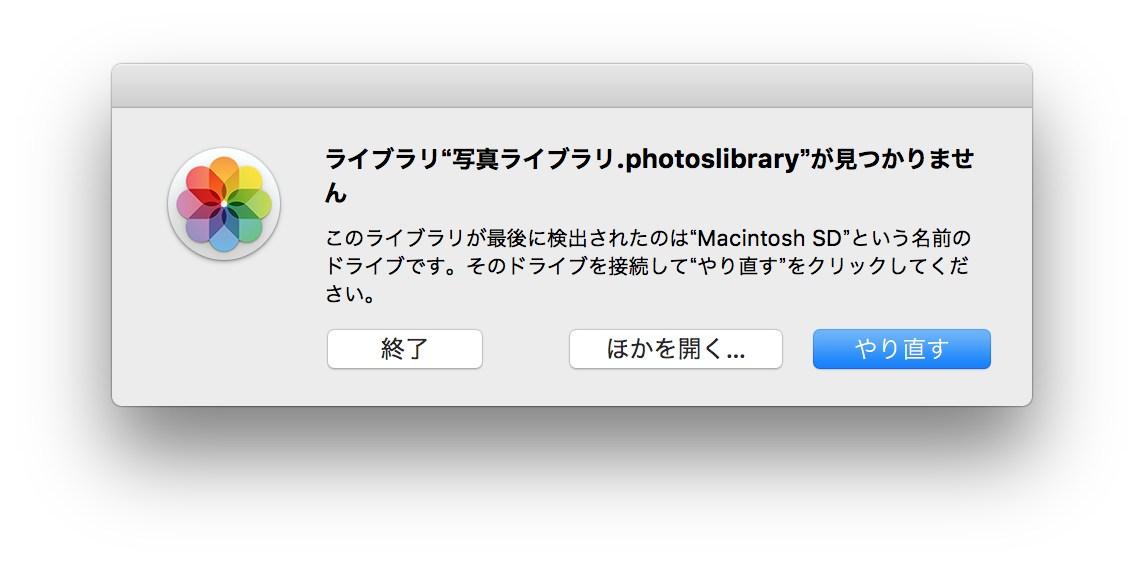 ライブラリ“写真ライブラリ.photoslibrary”が見つかりませ
ん
このライブラリが最後に検出されたのは“Macintosh SD”という名前の
ドライブです。そのドライブを接続して“やり直す”をクリックしてくだ
さい。
終了
ほかを開く...
やり直す